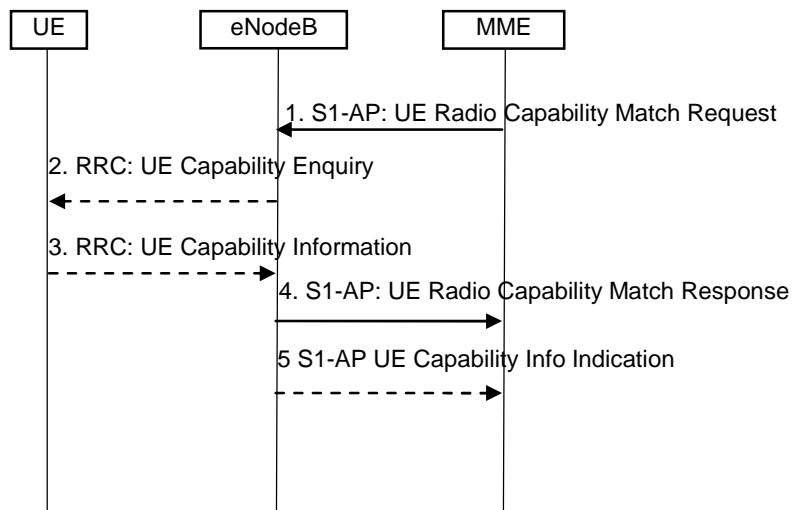 UE
eNodeB
MME
1. S1-AP: UE Radio Capability Match Request
2. RRC: UE Capability Enquiry
3. RRC: UE Capability Information
4. S1-AP: UE Radio Capability Match Response
5 S1-AP UE Capability Info Indication